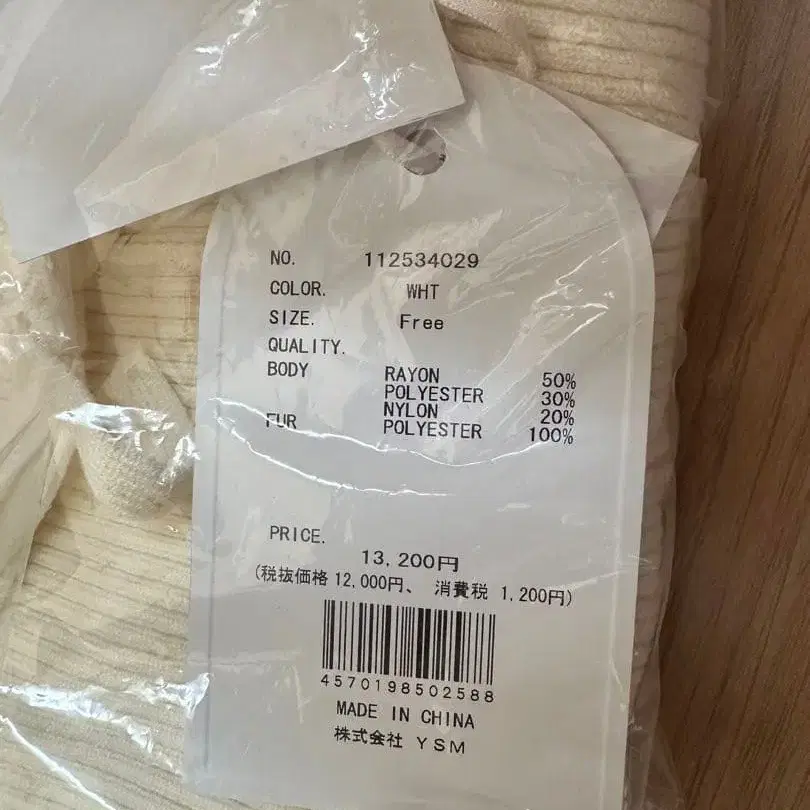 NO. 112534029
COLOR. WHT
SIZE. Free
QUALITY.
BODY RAYON 50%
POLYESTER 30%
NYLON 20%
FUR POLYESTER 100%
PRICE.
13,200円
(税抜価格 12,000円、 消費税 1,200円)
4570198502588
MADE IN CHINA
株式会社 YSM